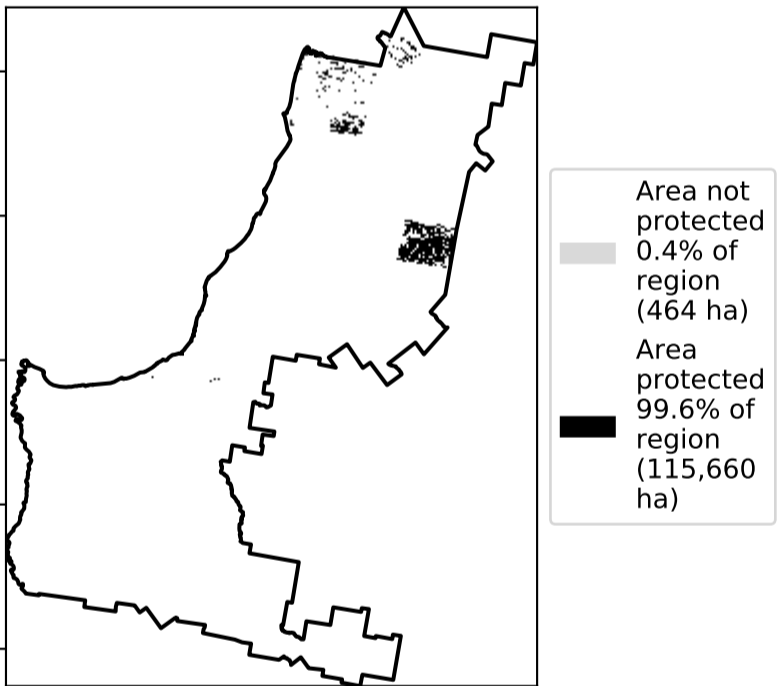 Area not
protected
0.4% of
region
(464 ha)
Area
protected
99.6% of
region
(115,660
ha)